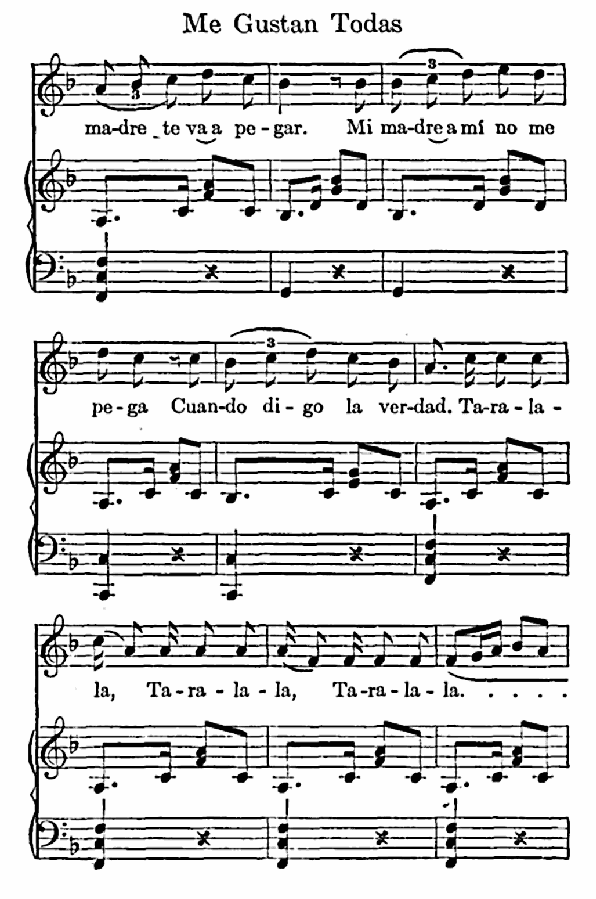 Me Gustan Todas
3
3
ma-dre te va a pe - gar. Mi ma-dre a mí no me
3
pe - ga Cuan-do di - go la ver-dad. Ta-ra - la -
la, Ta - ra - la - la, Ta-ra-la - la. . . . .